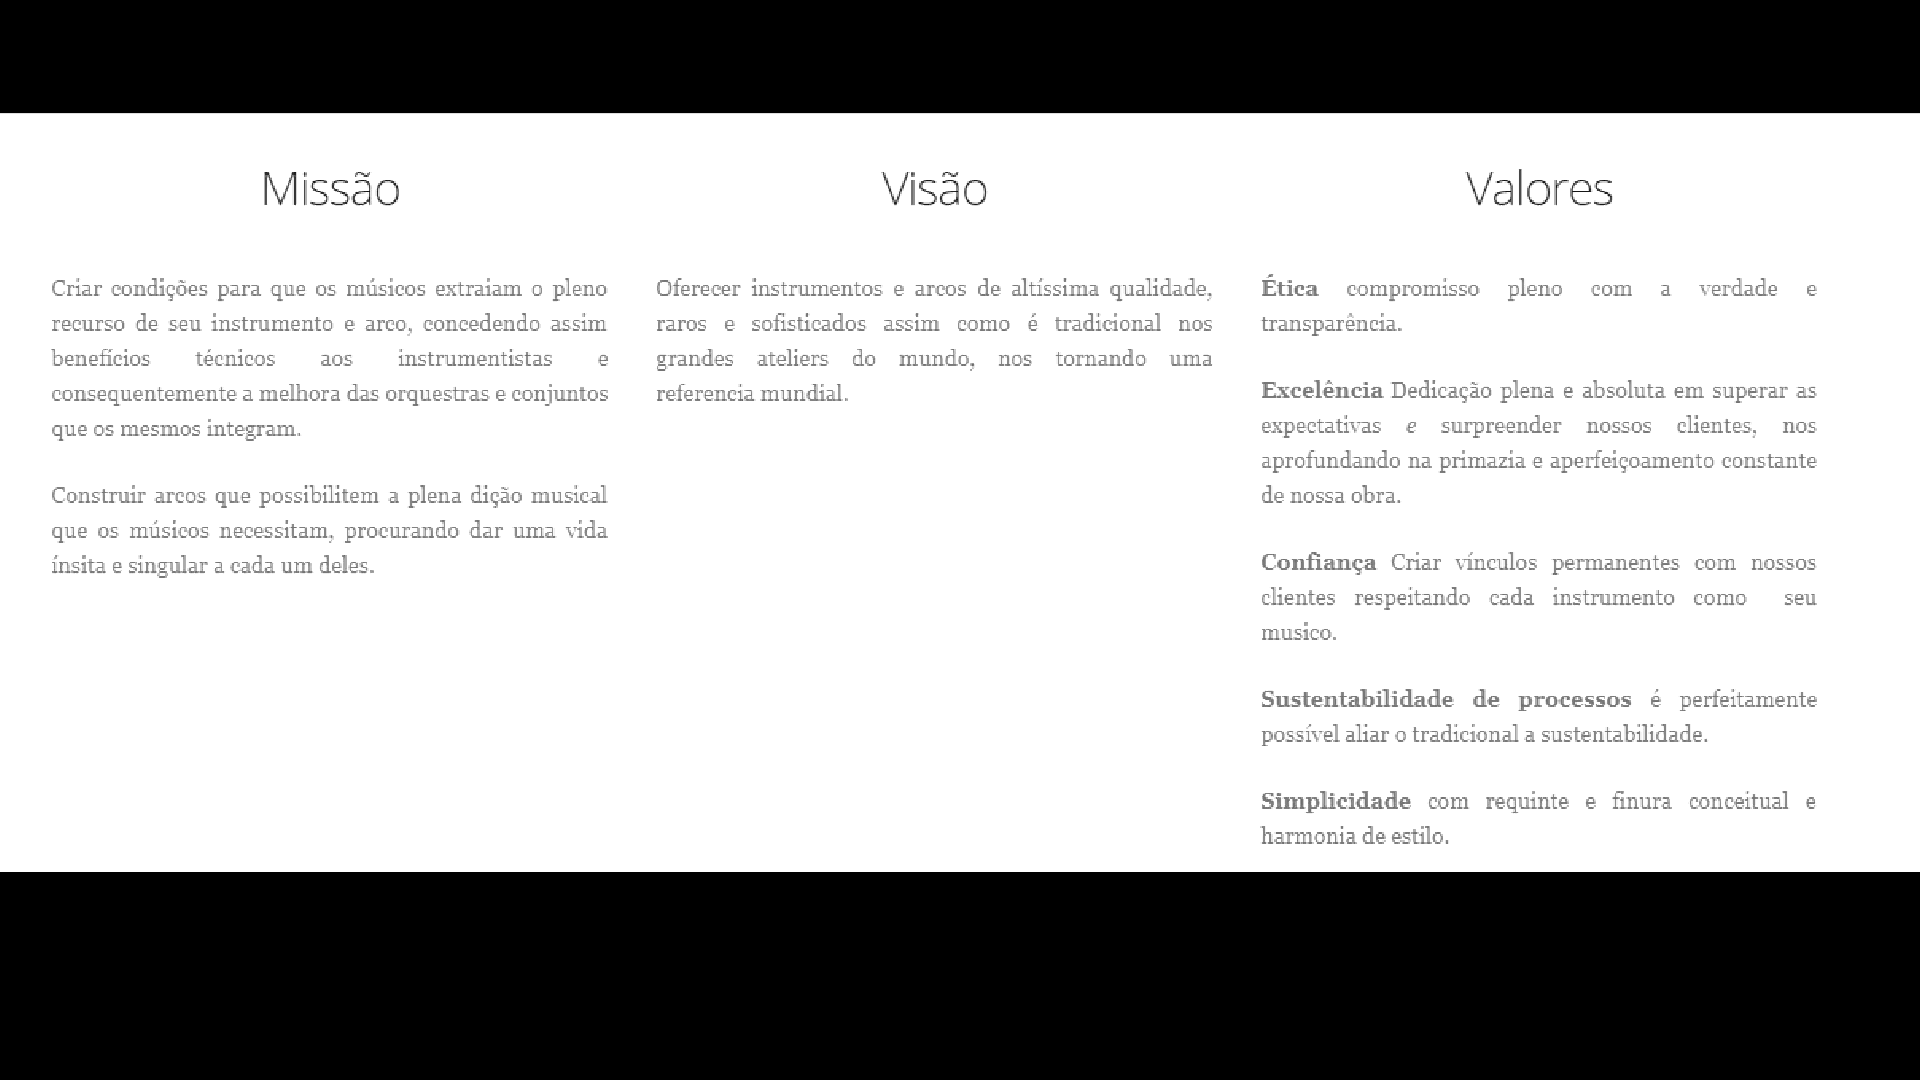 Missão
Criar condições para que os músicos extraiam o pleno
recurso de seu instrumento e arco, concedendo assim
benefícios técnicos aos instrumentistas e
consequentemente a melhora das orquestras e conjuntos
que os mesmos integram.
Construir arcos que possibilitem a plena dição musical
que os músicos necessitam, procurando dar uma vida
ínsita e singular a cada um deles.
Visão
Oferecer instrumentos e arcos de altíssima qualidade,
raros e sofisticados assim como é tradicional nos
grandes ateliers do mundo, nos tornando uma
referencia mundial.
Valores
Ética compromisso pleno com a verdade e
transparência.
Excelência Dedicação plena e absoluta em superar as
expectativas e surpreender nossos clientes, nos
aprofundando na primazia e aperfeiçoamento constante
de nossa obra.
Confiança Criar vínculos permanentes com nossos
clientes respeitando cada instrumento como seu
musico.
Sustentabilidade de processos é perfeitamente
possível aliar o tradicional a sustentabilidade.
Simplicidade com requinte e finura conceitual e
harmonia de estilo.